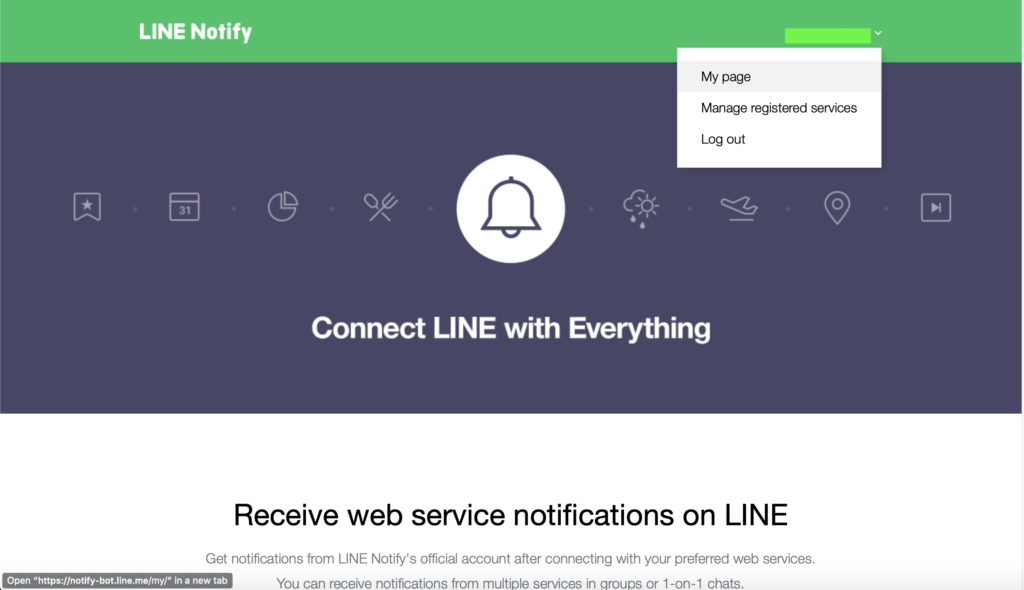 LINE Notify
My page
Manage registered services
Log out
31
Connect LINE with Everything
Receive web service notifications on LINE
Get notifications from LINE Notify's official account after connecting with your preferred web services.
You can receive notifications from multiple services in groups or 1-on-1 chats.
Open “https://notify-bot.line.me/my/” in a new tab